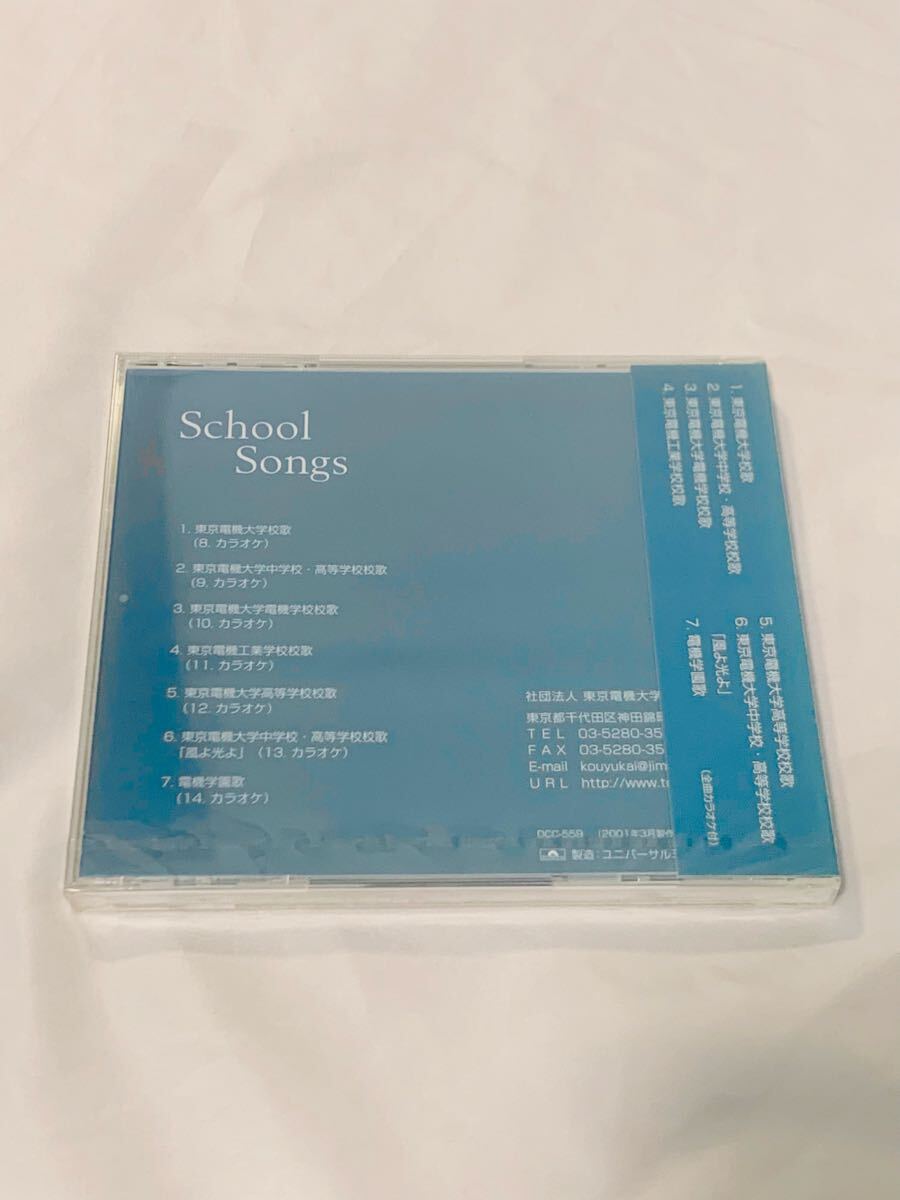 School
Songs
1. 東京電機大学校歌
(8. カラオケ)
2. 東京電機大学中学校・高等学校校歌
(9. カラオケ)
3. 東京電機大学電機学校校歌
(10. カラオケ)
4. 東京電機工業学校校歌
(11. カラオケ)
5. 東京電機大学高等学校校歌
(12. カラオケ)
6. 東京電機大学中学校・高等学校校歌
「風よ光よ」 (13. カラオケ)
7. 電機学園歌
(14. カラオケ)
社団法人 東京電機大学
東京都千代田区神田錦町
TEL 03-5280-35
FAX 03-5280-35
E-mail kouyukai@jim
URL http://www.t
DCC-559 (2001年3月製作
製造：ユニバーサル
1. 東京電機大学校歌
2. 東京電機大学中学校・高等学校校歌
3. 東京電機大学電機学校校歌
4. 東京電機工業学校校歌
5. 東京電機大学高等学校校歌
6. 東京電機大学中学校・高等学校校歌
「風よ光よ」
7. 電機学園歌
(全曲カラオケ付)